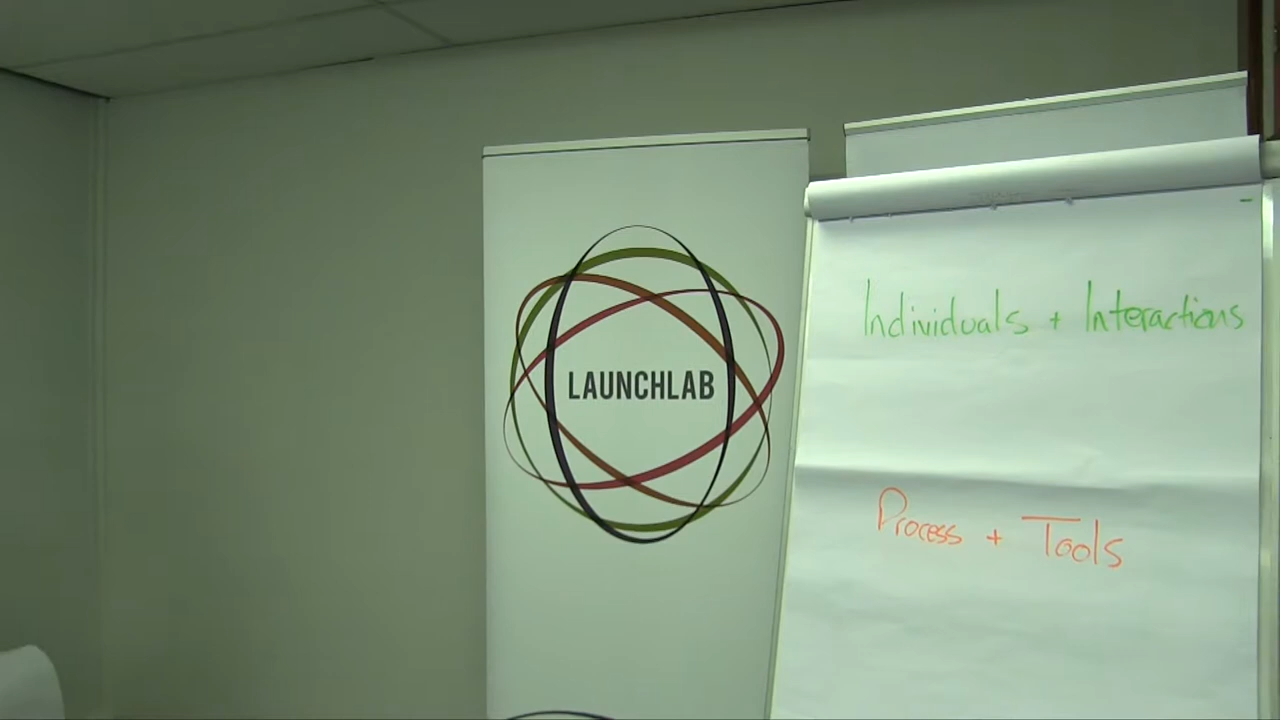 LAUNCHLAB
Individuals + Interactions
Process + Tools